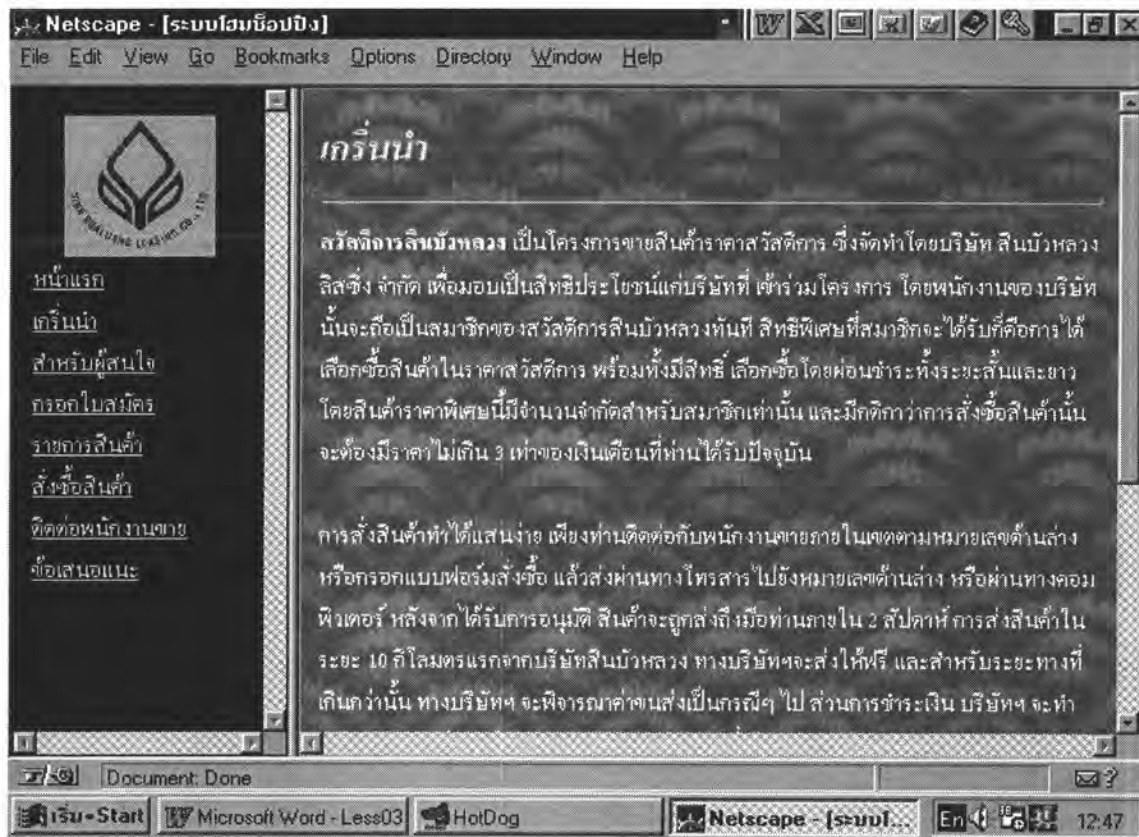 Netscape - [ระบบโฮมช็อปปิง]
File Edit View Go Bookmarks Options Directory Window Help
SINN BUALUANG LEASING CO., LTD
หน้าแรก
เกริ่นนำ
สำหรับผู้สนใจ
กรอกใบสมัคร
รายการสินค้า
สั่งซื้อสินค้า
ติดต่อพนักงานขาย
ข้อเสนอแนะ
เกริ่นนำ
สวัสดิการสินบัวหลวง เป็นโครงการขายสินค้าราคาสวัสดิการ ซึ่งจัดทำโดยบริษัท สินบัวหลวง
ลิสซิ่ง จำกัด เพื่อมอบเป็นสิทธิประโยชน์แก่บริษัทที่ เข้าร่วมโครงการ โดยพนักงานของบริษัท
นั้นจะถือเป็นสมาชิกของสวัสดิการสินบัวหลวงทันที สิทธิพิเศษที่สมาชิกจะได้รับก็คือการได้
เลือกซื้อสินค้าในราคาสวัสดิการ พร้อมทั้งมีสิทธิ์ เลือกซื้อโดยผ่อนชำระทั้งระยะสั้นและยาว
โดยสินค้าราคาพิเศษนี้มีจำนวนจำกัดสำหรับสมาชิกเท่านั้น และมีกติกาว่าการสั่งซื้อสินค้านั้น
จะต้องมีราคาไม่เกิน 3 เท่าของเงินเดือนที่ท่านได้รับปัจจุบัน
การสั่งสินค้าทำได้แสนง่าย เพียงท่านติดต่อกับพนักงานขายภายในเขตตามหมายเลขด้านล่าง
หรือกรอกแบบฟอร์มสั่งซื้อ แล้วส่งผ่านทางโทรสารไปยังหมายเลขด้านล่าง หรือผ่านทางคอม
พิวเตอร์ หลังจากได้รับการอนุมัติ สินค้าจะถูกส่งถึงมือท่านภายใน 2 สัปดาห์ การส่งสินค้าใน
ระยะ 10 กิโลมตรแรกจากบริษัทสินบัวหลวง ทางบริษัทฯจะส่งให้ฟรี และสำหรับระยะทางที่
เกินกว่านั้น ทางบริษัทฯ จะพิจารณาค่าขนส่งเป็นกรณีๆ ไป ส่วนการชำระเงิน บริษัทฯ จะทำ
Document: Done
เริ่ม-Start Microsoft Word - Less03 HotDog Netscape - [ระบบโ... En 12:47